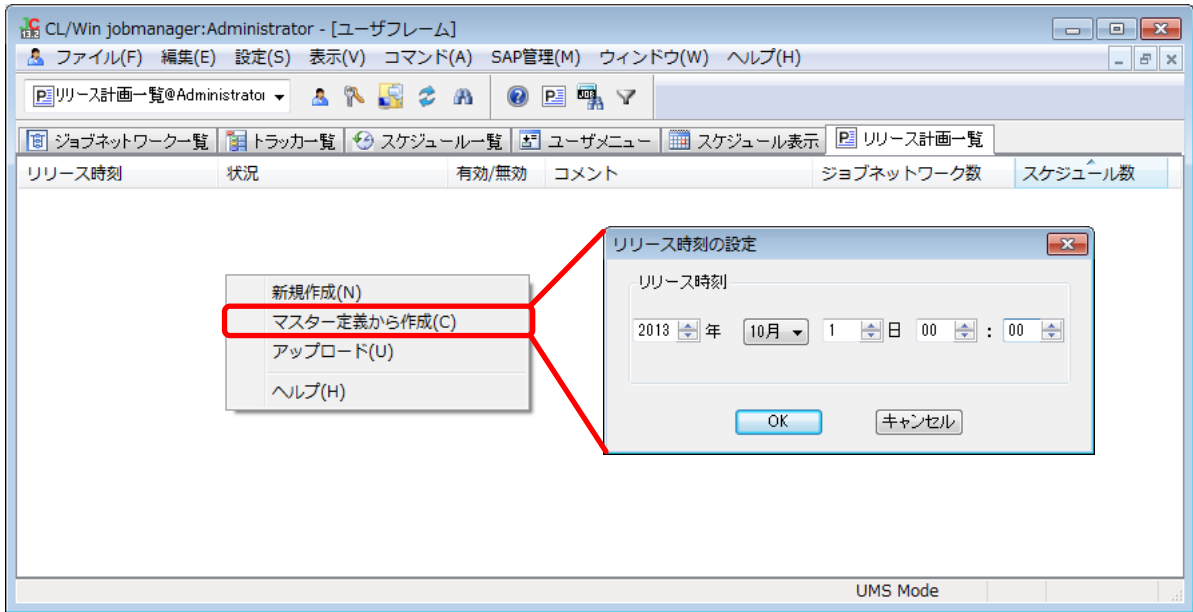 CL/Win jobmanager:Administrator - [ユーザフレーム]
ファイル(F) 編集(E) 設定(S) 表示(V) コマンド(A) SAP管理(M) ウィンドウ(W) ヘルプ(H)
リリース計画一覧@Administrator
ジョブネットワーク一覧 トラッカ一覧 スケジュール一覧 ユーザメニュー スケジュール表示 リリース計画一覧
リリース時刻 状況 有効/無効 コメント ジョブネットワーク数 スケジュール数
リリース時刻の設定
リリース時刻
新規作成(N)
マスター定義から作成(C)
2013 年 10月 1 日 00 : 00
アップロード(U)
ヘルプ(H)
OK キャンセル
UMS Mode